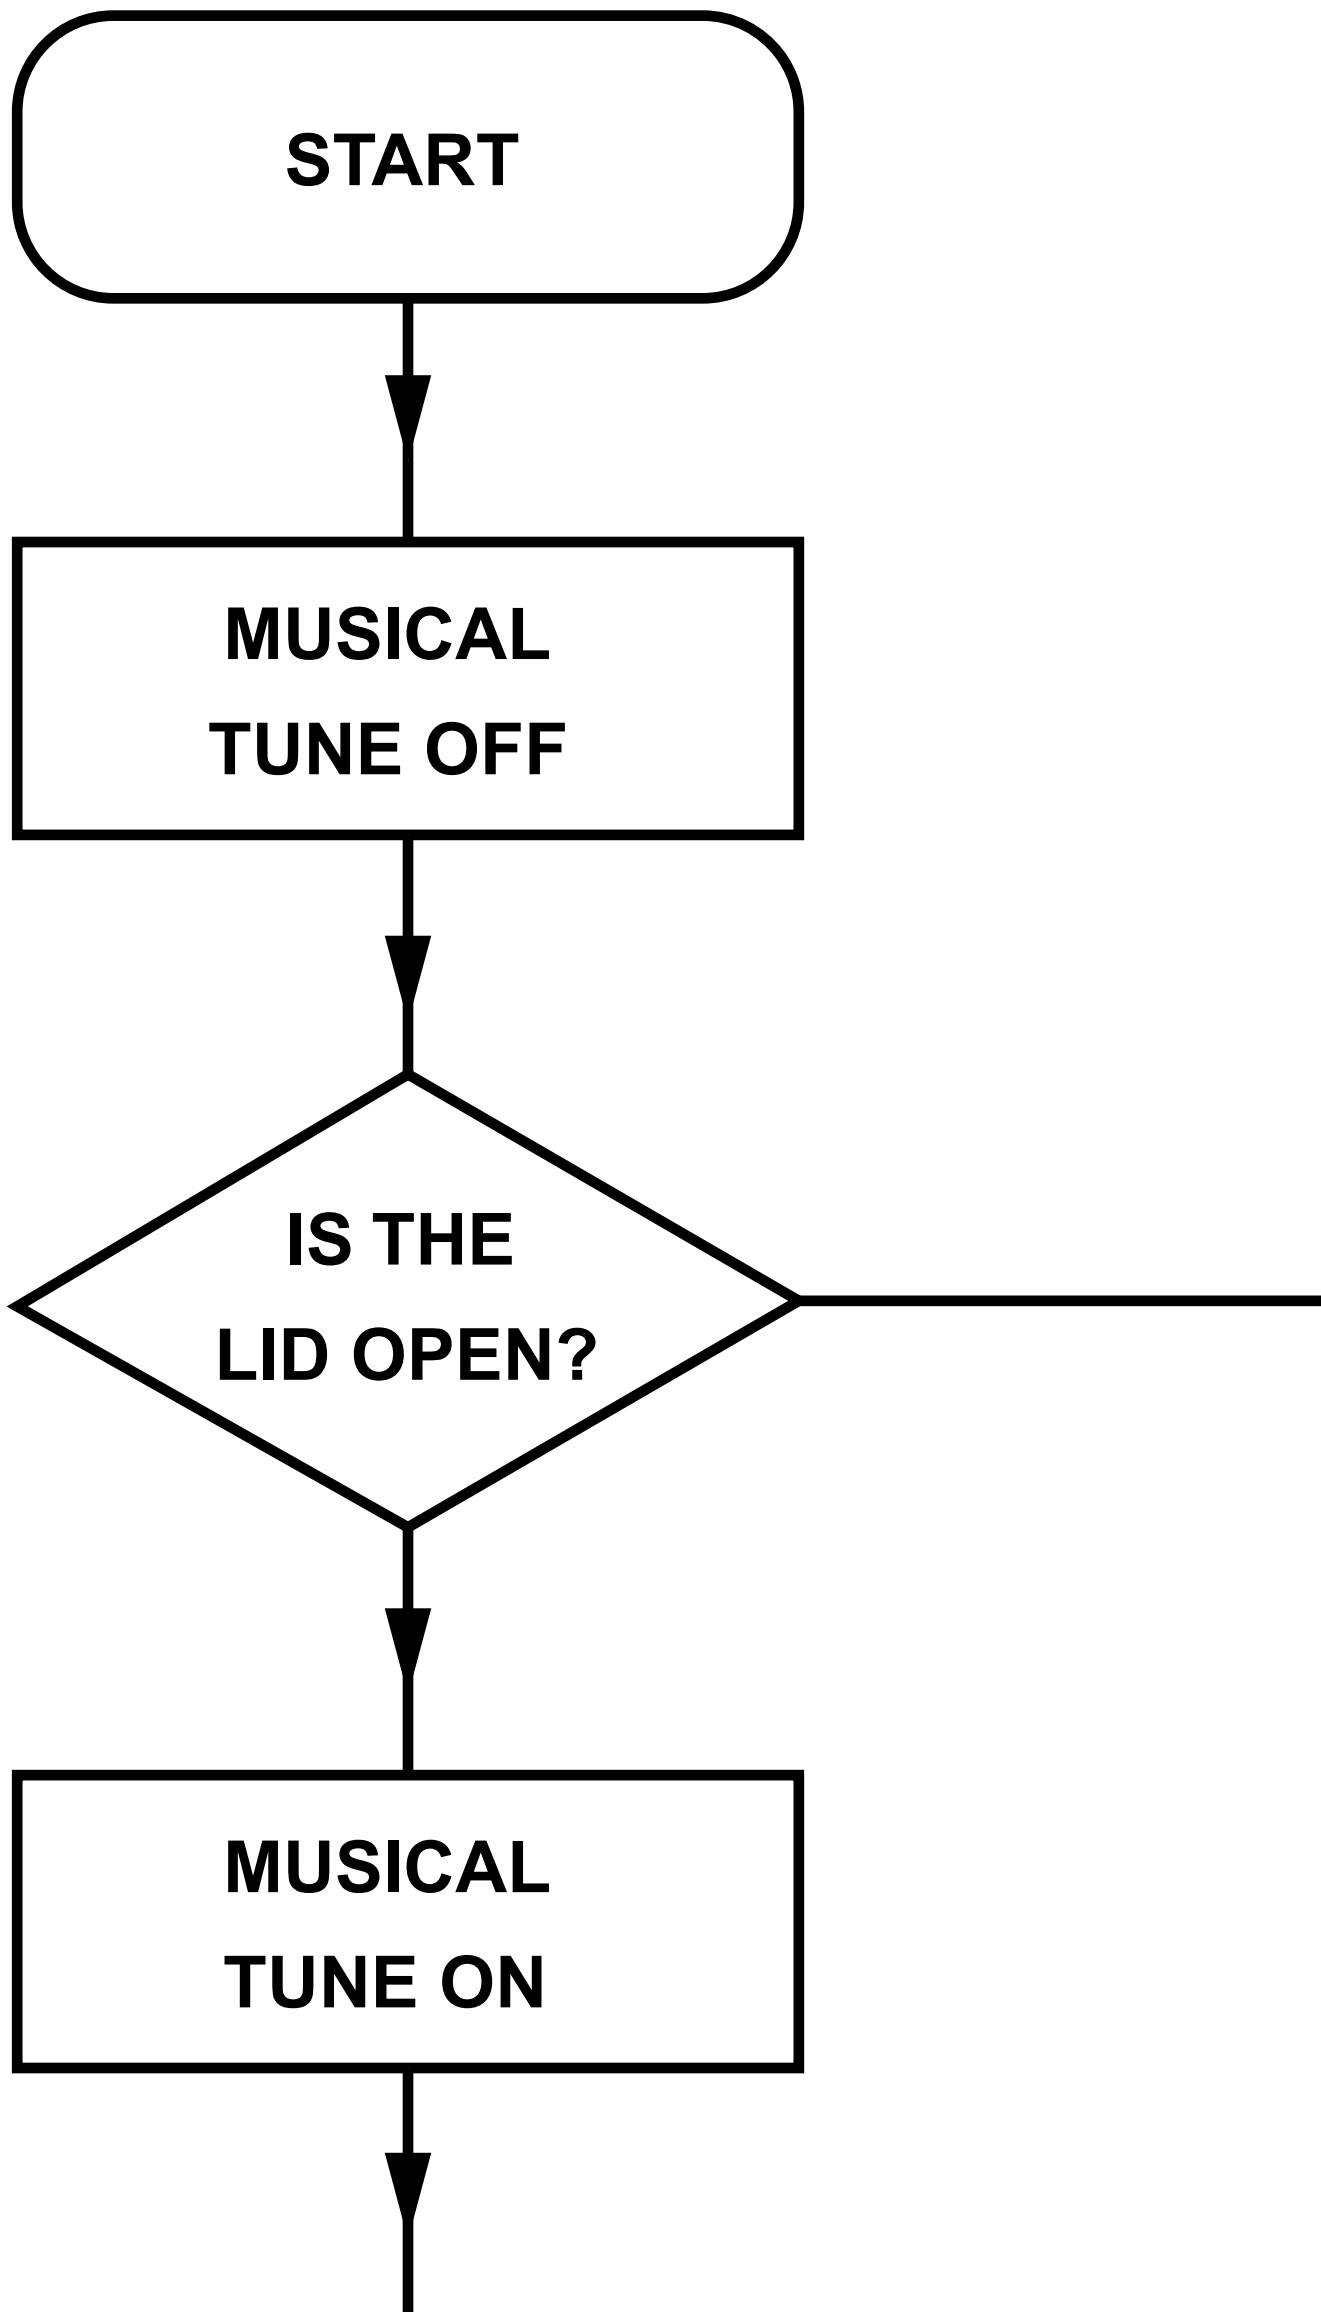 START
MUSICAL
TUNE OFF
IS THE
LID OPEN?
MUSICAL
TUNE ON